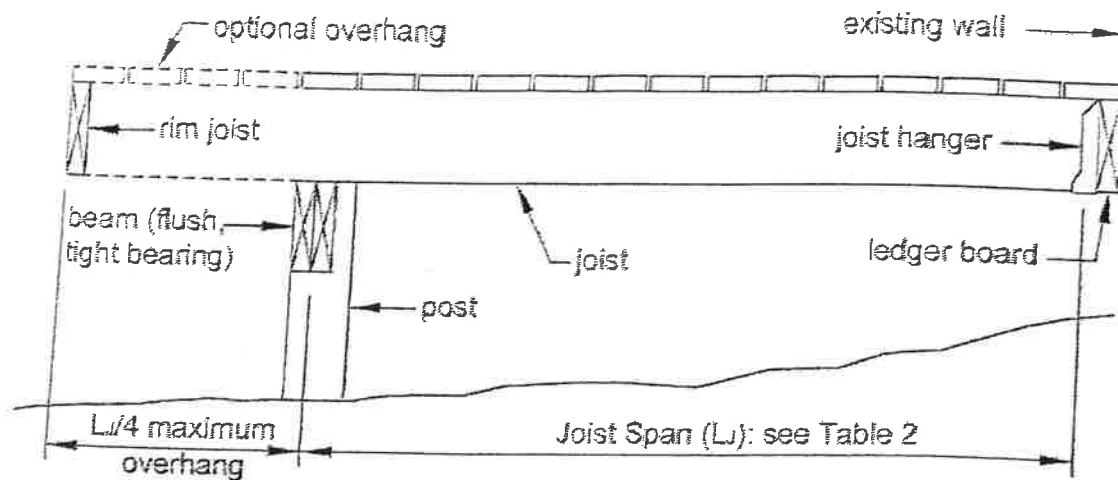 optional overhang
existing wall
rim joist
joist hanger
beam (flush,
tight bearing)
joist
ledger board
post
LJ/4 maximum
overhang
Joist Span (LJ): see Table 2